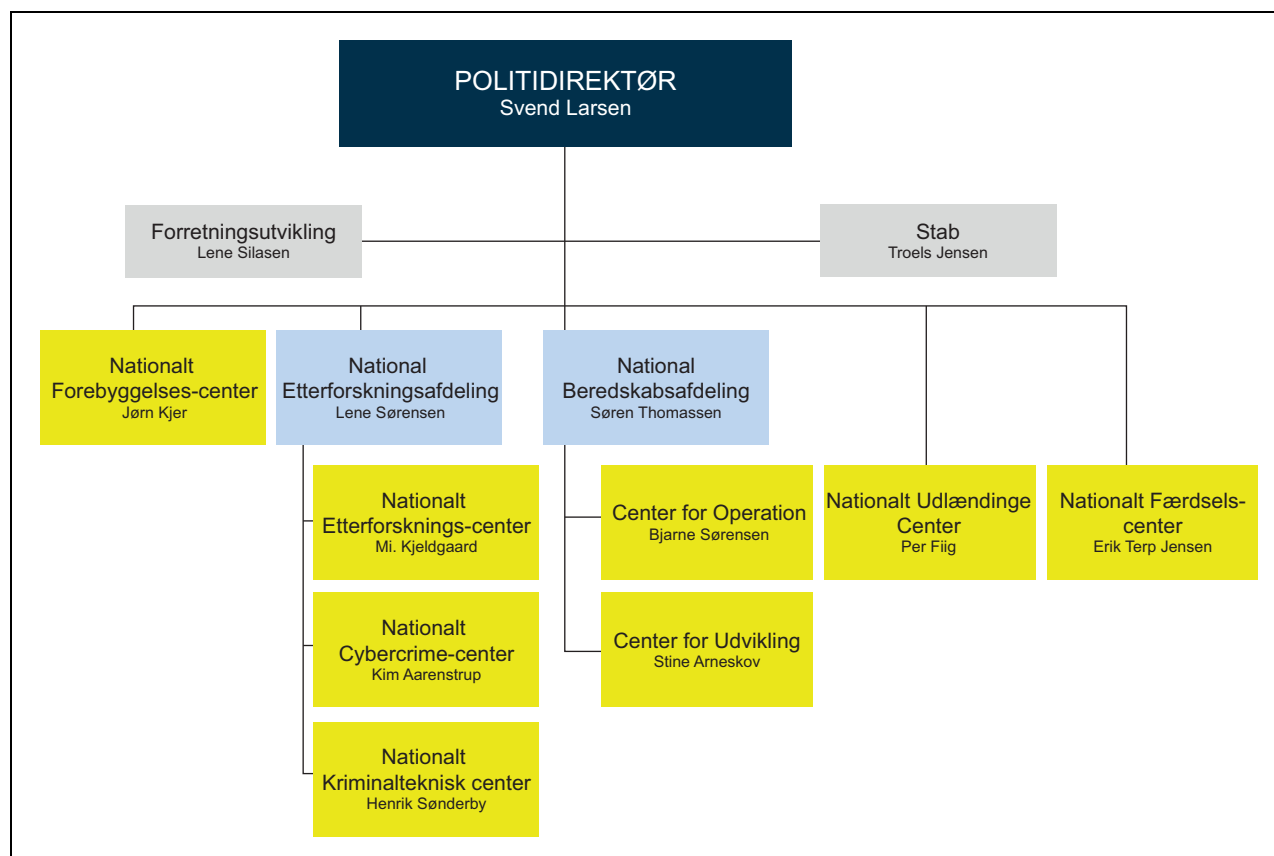 POLITIDIREKTØR
Svend Larsen
Forretningsutvikling
Lene Silasen
Stab
Troels Jensen
Nationalt
Forebyggelses-center
Jørn Kjer
National
Etterforskningsafdeling
Lene Sørensen
National
Beredskabsafdeling
Søren Thomassen
Nationalt
Etterforsknings-center
Mi. Kjeldgaard
Nationalt
Cybercrime-center
Kim Aarenstrup
Nationalt
Kriminalteknisk center
Henrik Sønderby
Center for Operation
Bjarne Sørensen
Center for Udvikling
Stine Arneskov
Nationalt Udlændinge
Center
Per Fiig
Nationalt Færdsels-
center
Erik Terp Jensen